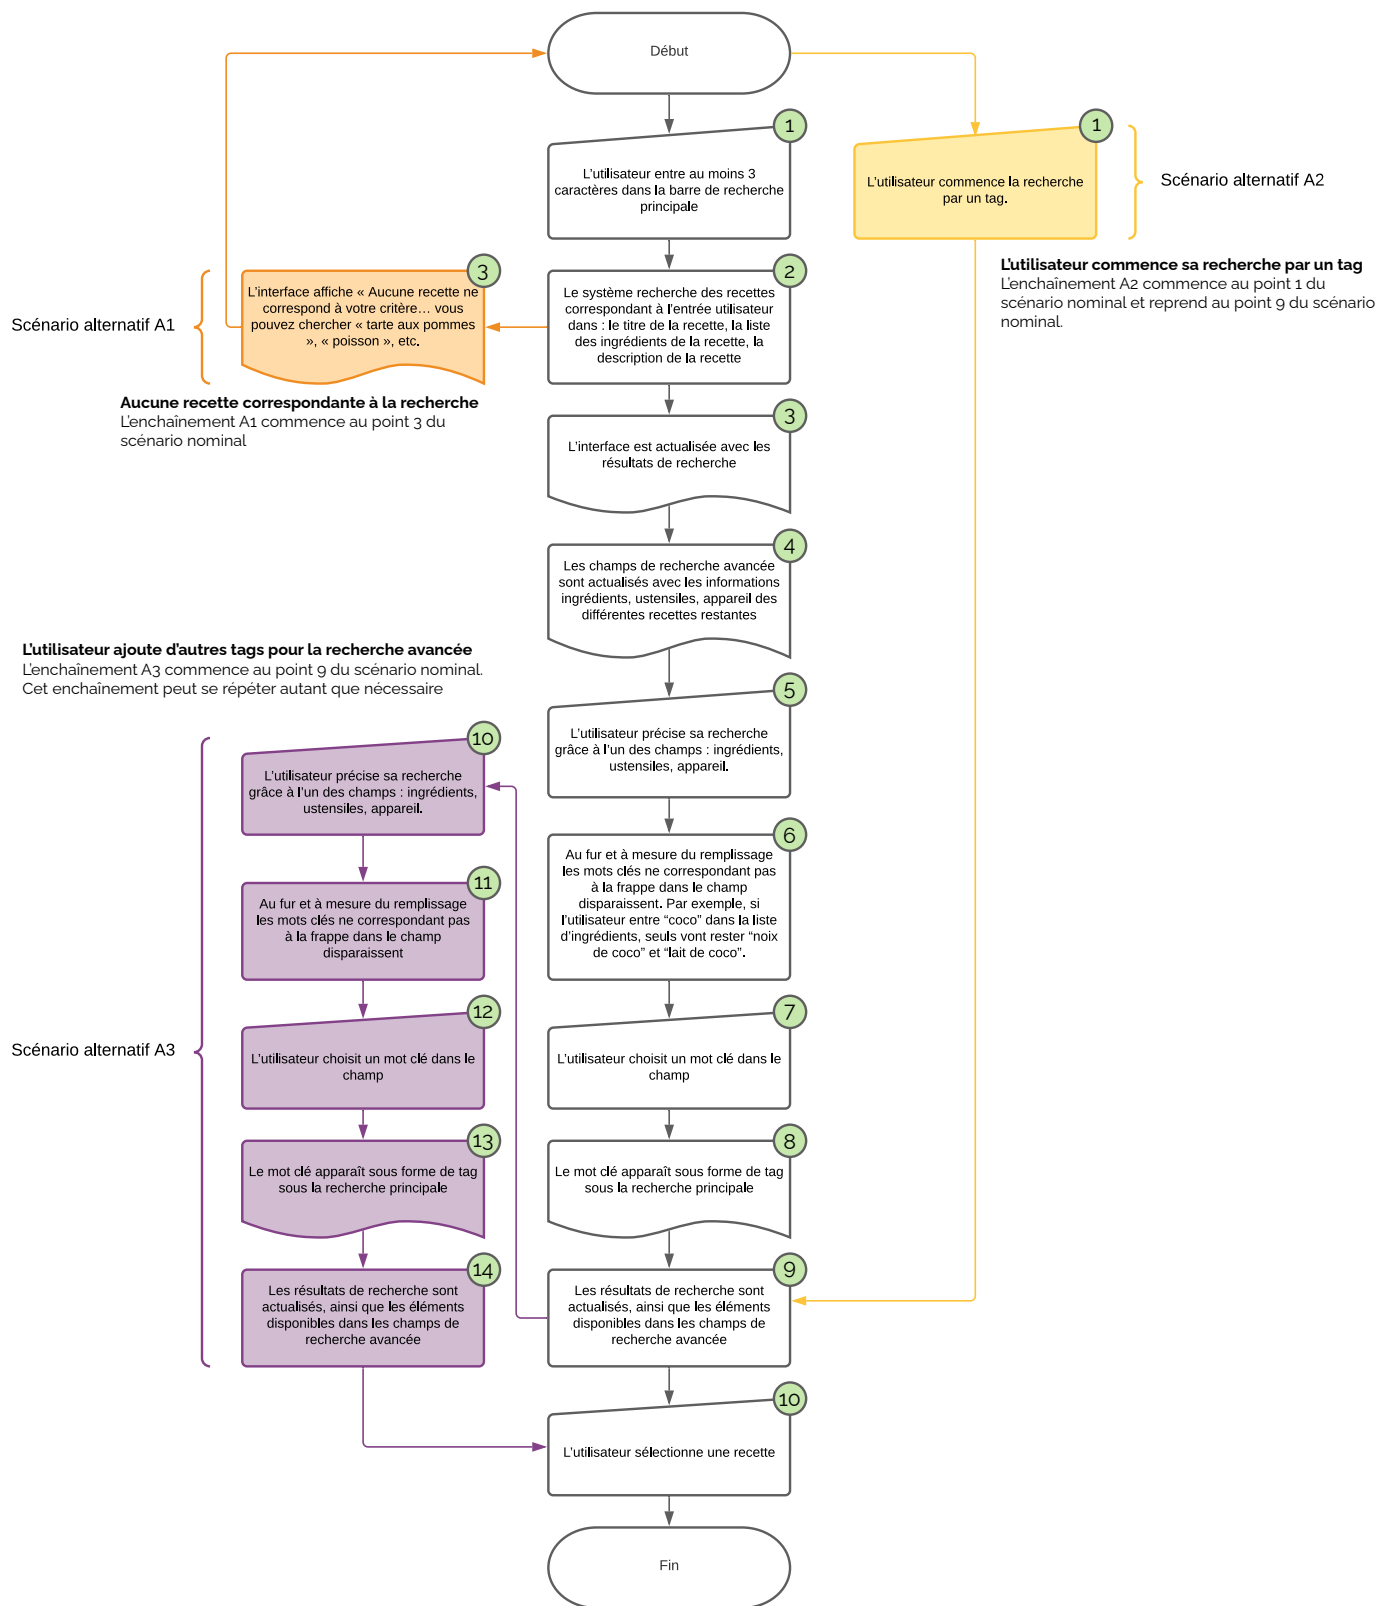 Début
1
L'utilisateur entre au moins 3
caractères dans la barre de recherche
principale
1
L'utilisateur commence la recherche
par un tag.
Scénario alternatif A2
L'utilisateur commence sa recherche par un tag
L'enchaînement A2 commence au point 1 du
scénario nominal et reprend au point 9 du scénario
nominal.
2
Le système recherche des recettes
correspondant à l'entrée utilisateur
dans : le titre de la recette, la liste
des ingrédients de la recette, la
description de la recette
Scénario alternatif A1
3
L'interface affiche « Aucune recette ne
correspond à votre critère… vous
pouvez chercher « tarte aux pommes
», « poisson », etc.
Aucune recette correspondante à la recherche
L'enchaînement A1 commence au point 3 du
scénario nominal
3
L'interface est actualisée avec les
résultats de recherche
4
Les champs de recherche avancée
sont actualisés avec les informations
ingrédients, ustensiles, appareil des
différentes recettes restantes
L'utilisateur ajoute d'autres tags pour la recherche avancée
L'enchaînement A3 commence au point 9 du scénario nominal.
Cet enchaînement peut se répéter autant que nécessaire
5
L'utilisateur précise sa recherche
grâce à l'un des champs : ingrédients,
ustensiles, appareil.
6
Au fur et à mesure du remplissage
les mots clés ne correspondant pas
à la frappe dans le champ
disparaissent. Par exemple, si
l'utilisateur entre “coco” dans la liste
d'ingrédients, seuls vont rester “noix
de coco” et “lait de coco”.
7
L'utilisateur choisit un mot clé dans le
champ
8
Le mot clé apparaît sous forme de tag
sous la recherche principale
9
Les résultats de recherche sont
actualisés, ainsi que les éléments
disponibles dans les champs de
recherche avancée
Scénario alternatif A3
10
L'utilisateur précise sa recherche
grâce à l'un des champs : ingrédients,
ustensiles, appareil.
11
Au fur et à mesure du remplissage
les mots clés ne correspondant pas
à la frappe dans le champ
disparaissent
12
L'utilisateur choisit un mot clé dans le
champ
13
Le mot clé apparaît sous forme de tag
sous la recherche principale
14
Les résultats de recherche sont
actualisés, ainsi que les éléments
disponibles dans les champs de
recherche avancée
10
L'utilisateur sélectionne une recette
Fin